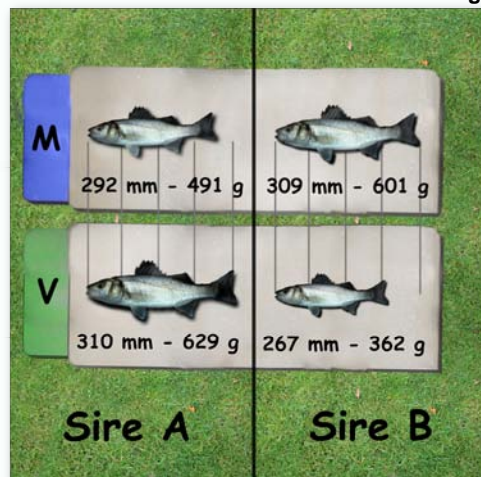 g
M
292 mm - 491 g 309 mm - 601 g
V
310 mm - 629 g 267 mm - 362 g
Sire A Sire B